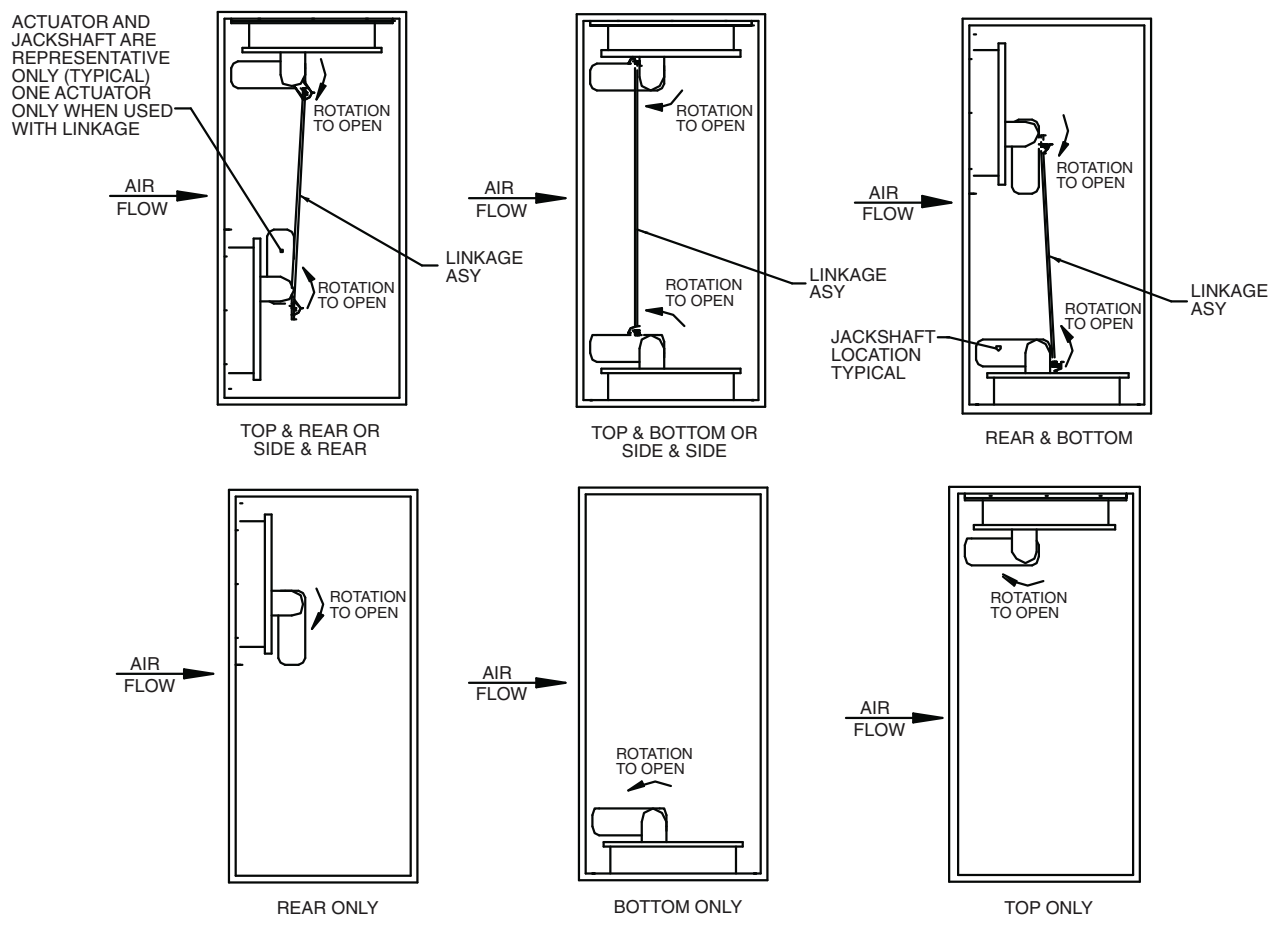 ACTUATOR AND
JACKSHAFT ARE
REPRESENTATIVE
ONLY (TYPICAL)
ONE ACTUATOR
ONLY WHEN USED
WITH LINKAGE
ROTATION
TO OPEN
AIR
FLOW
LINKAGE
ASY
ROTATION
TO OPEN
TOP & REAR OR
SIDE & REAR
ROTATION
TO OPEN
AIR
FLOW
LINKAGE
ASY
ROTATION
TO OPEN
TOP & BOTTOM OR
SIDE & SIDE
ROTATION
TO OPEN
AIR
FLOW
LINKAGE
ASY
ROTATION
TO OPEN
JACKSHAFT
LOCATION
TYPICAL
REAR & BOTTOM
ROTATION
TO OPEN
AIR
FLOW
REAR ONLY
AIR
FLOW
ROTATION
TO OPEN
BOTTOM ONLY
ROTATION
TO OPEN
AIR
FLOW
TOP ONLY